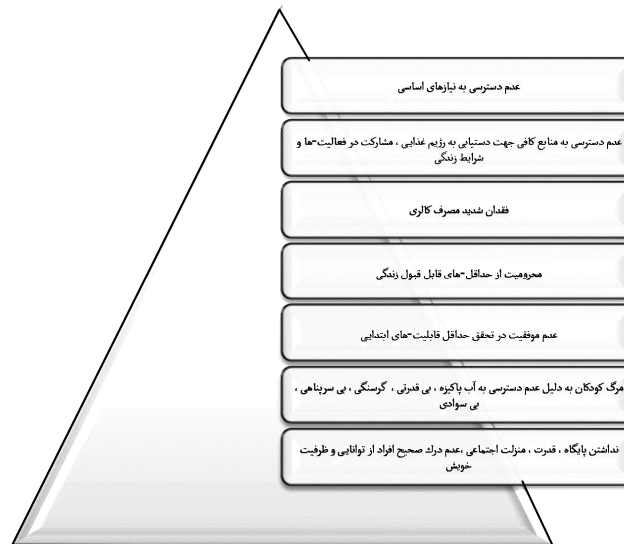 عدم دسترسی به نیازهای اساسی
عدم دسترسی به منابع کافی جهت دستیابی به رژیم غذایی ، مشارکت در فعالیت-ها و
شرایط زندگی
فقدان شدید مصرف کالری
محرومیت از حداقل-های قابل قبول زندگی
عدم موفقیت در تحقق حداقل قابلیت-های ابتدایی
مرگ کودکان به دلیل عدم دسترسی به آب پاکیزه ، بی قدرتی ، گرسنگی ، بی سرپناهی ،
بی سوادی
نداشتن پایگاه ، قدرت ، منزلت اجتماعی ،عدم درك صحیح افراد از توانایی و ظرفیت
خویش